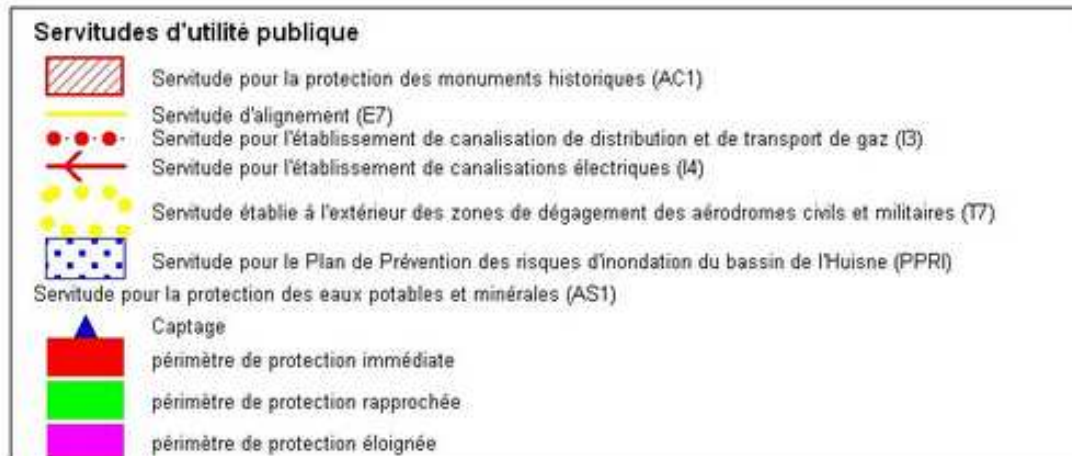 Servitudes d'utilité publique
Servitude pour la protection des monuments historiques (AC1)
Servitude d'alignement (E7)
Servitude pour l'établissement de canalisation de distribution et de transport de gaz (I3)
Servitude pour l'établissement de canalisations électriques (I4)
Servitude établie à l'extérieur des zones de dégagement des aérodromes civils et militaires (T7)
Servitude pour le Plan de Prévention des risques d'inondation du bassin de l'Huisne (PPRI)
Servitude pour la protection des eaux potables et minérales (AS1)
Captage
périmètre de protection immédiate
périmètre de protection rapprochée
périmètre de protection éloignée